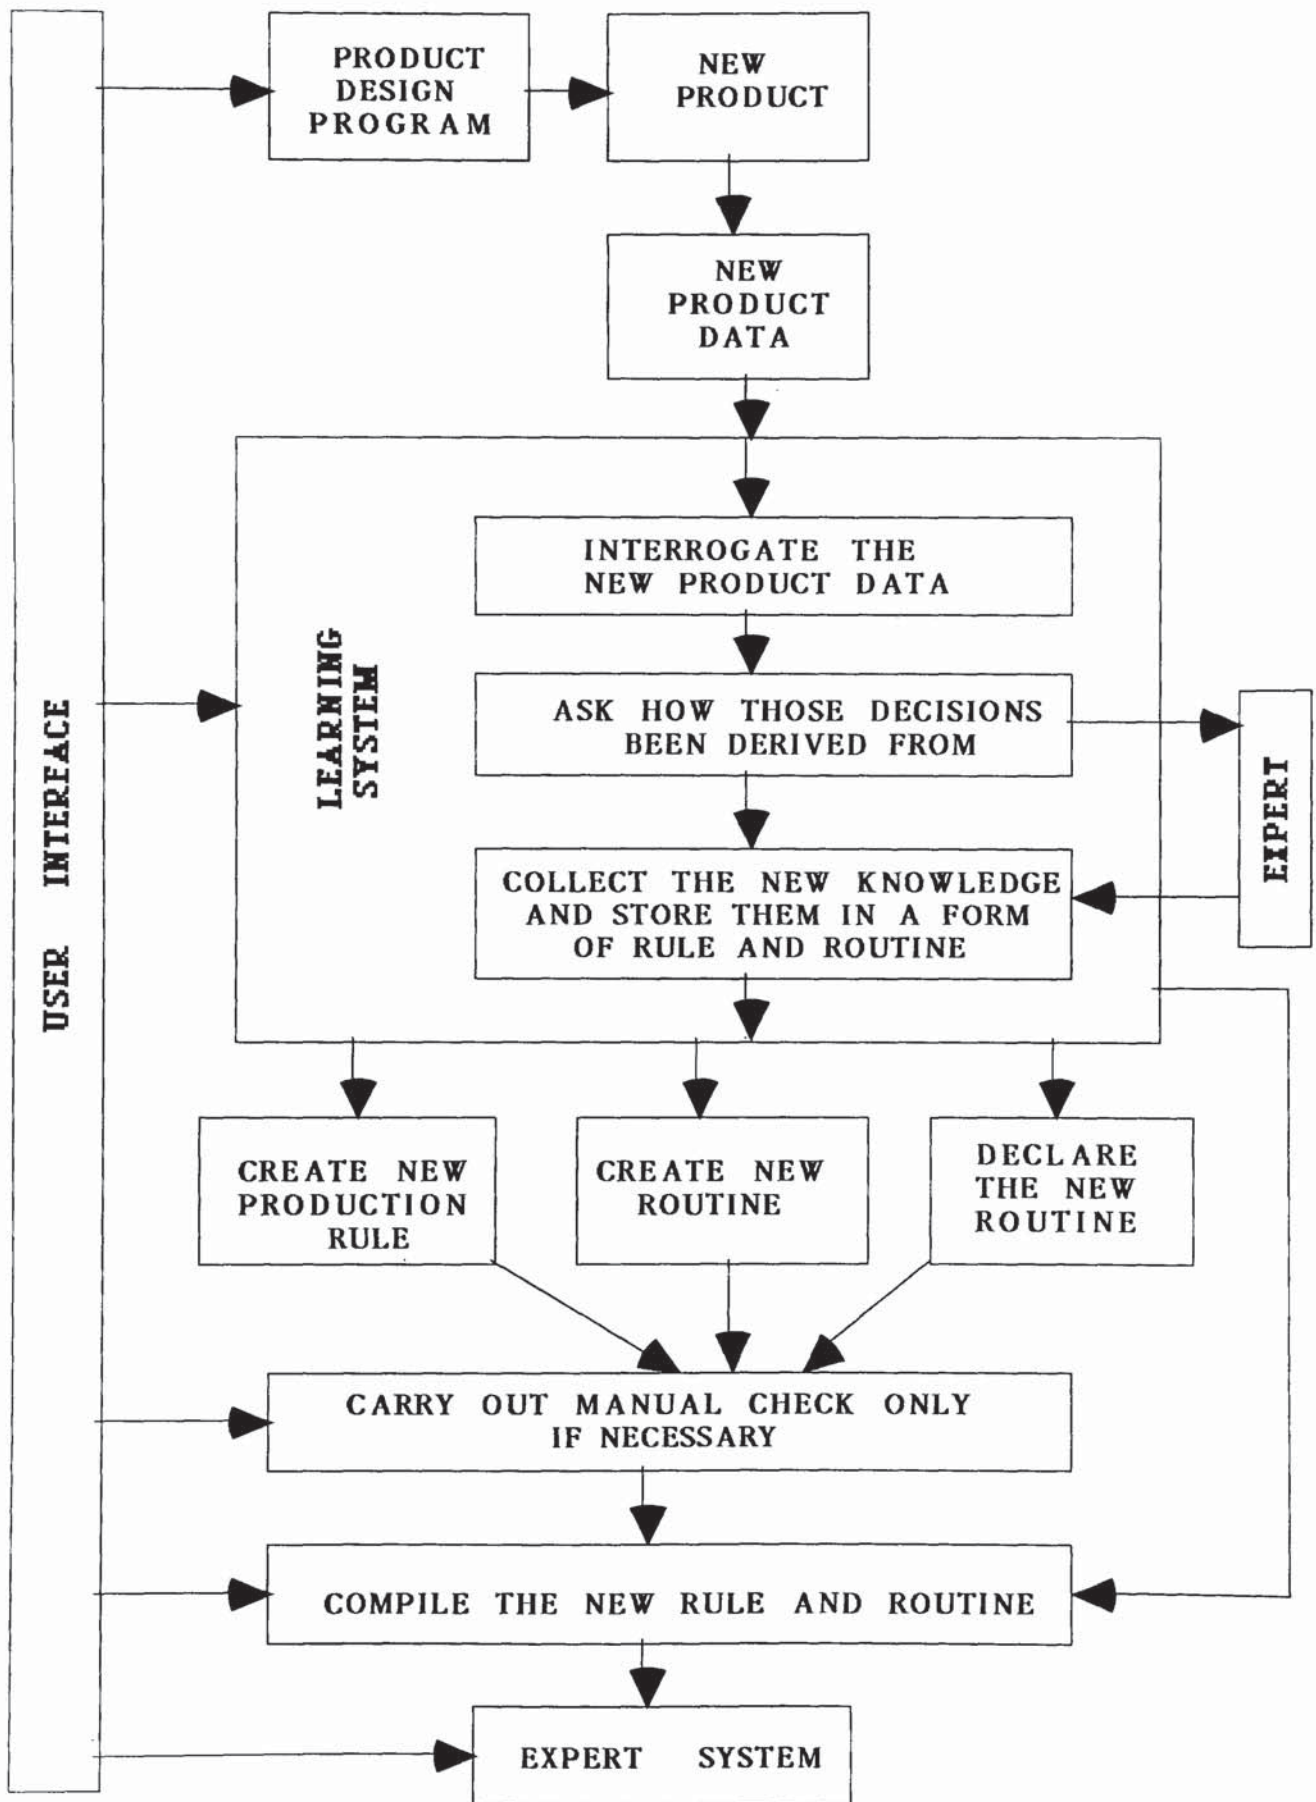 PRODUCT
DESIGN
PROGRAM
NEW
PRODUCT
NEW
PRODUCT
DATA
USER INTERFACE
LEARNING
SYSTEM
INTERROGATE THE
NEW PRODUCT DATA
ASK HOW THOSE DECISIONS
BEEN DERIVED FROM
EXPERT
COLLECT THE NEW KNOWLEDGE
AND STORE THEM IN A FORM
OF RULE AND ROUTINE
CREATE NEW
PRODUCTION
RULE
CREATE NEW
ROUTINE
DECLARE
THE NEW
ROUTINE
CARRY OUT MANUAL CHECK ONLY
IF NECESSARY
COMPILE THE NEW RULE AND ROUTINE
EXPERT SYSTEM